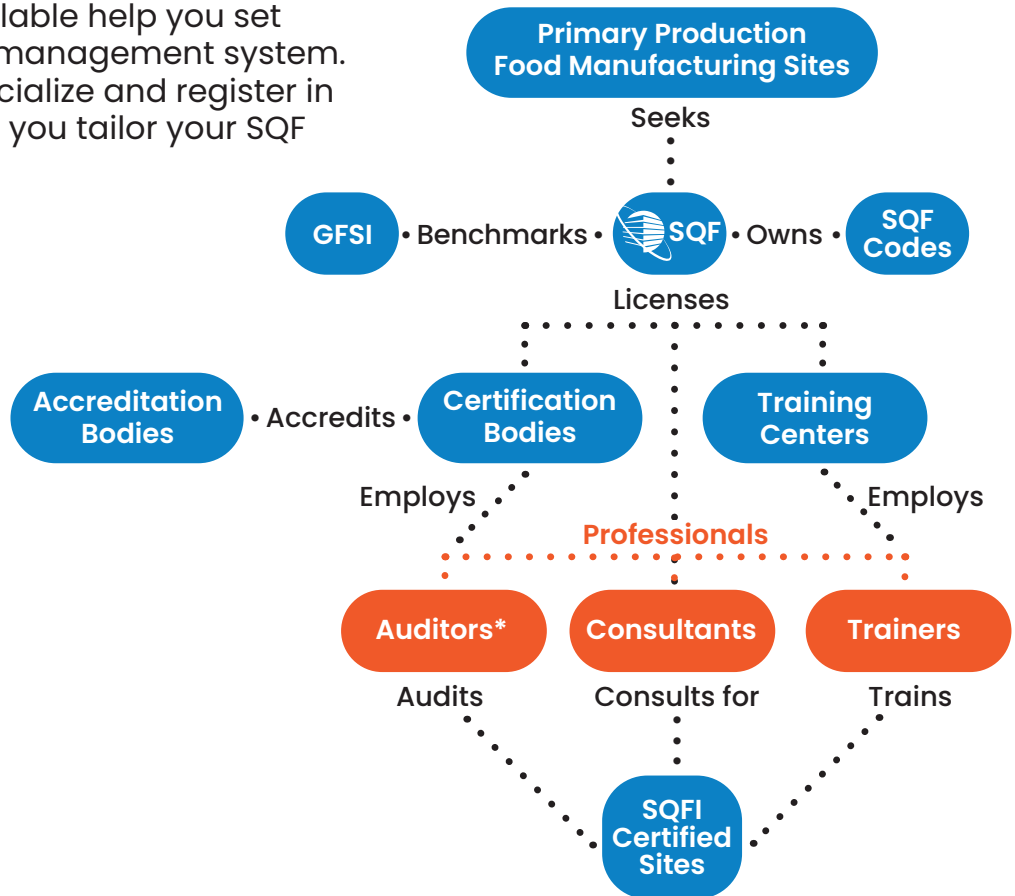 lable help you set
management system.
cialize and register in
you tailor your SQF
Primary Production
Food Manufacturing Sites
Seeks
GFSI
Benchmarks
SQF
Owns
SQF
Codes
Licenses
Accreditation
Bodies
Accredits
Certification
Bodies
Training
Centers
Employs
Employs
Professionals
Auditors*
Consultants
Trainers
Audits
Consults for
Trains
SQFI
Certified
Sites